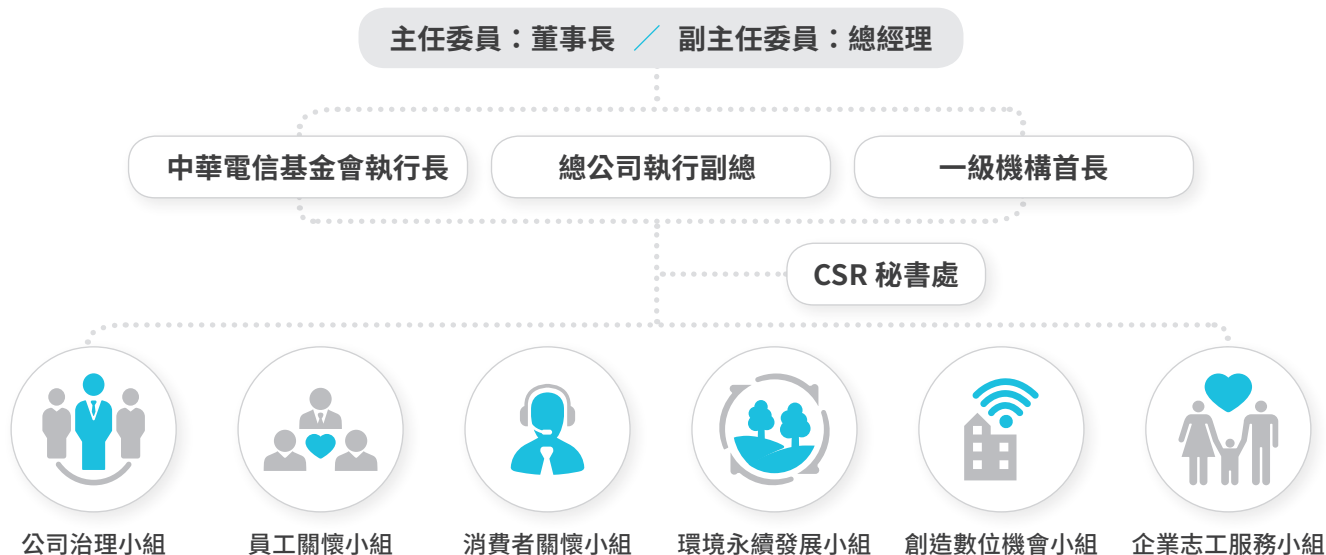 主任委員：董事長 ／ 副主任委員：總經理
中華電信基金會執行長
總公司執行副總
一級機構首長
CSR 秘書處
公司治理小組
員工關懷小組
消費者關懷小組
環境永續發展小組
創造數位機會小組
企業志工服務小組